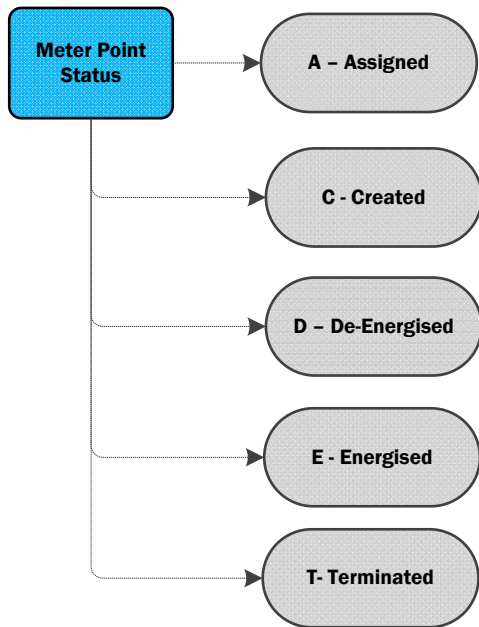 Meter Point
Status
A – Assigned
C - Created
D – De-Energised
E - Energised
T- Terminated